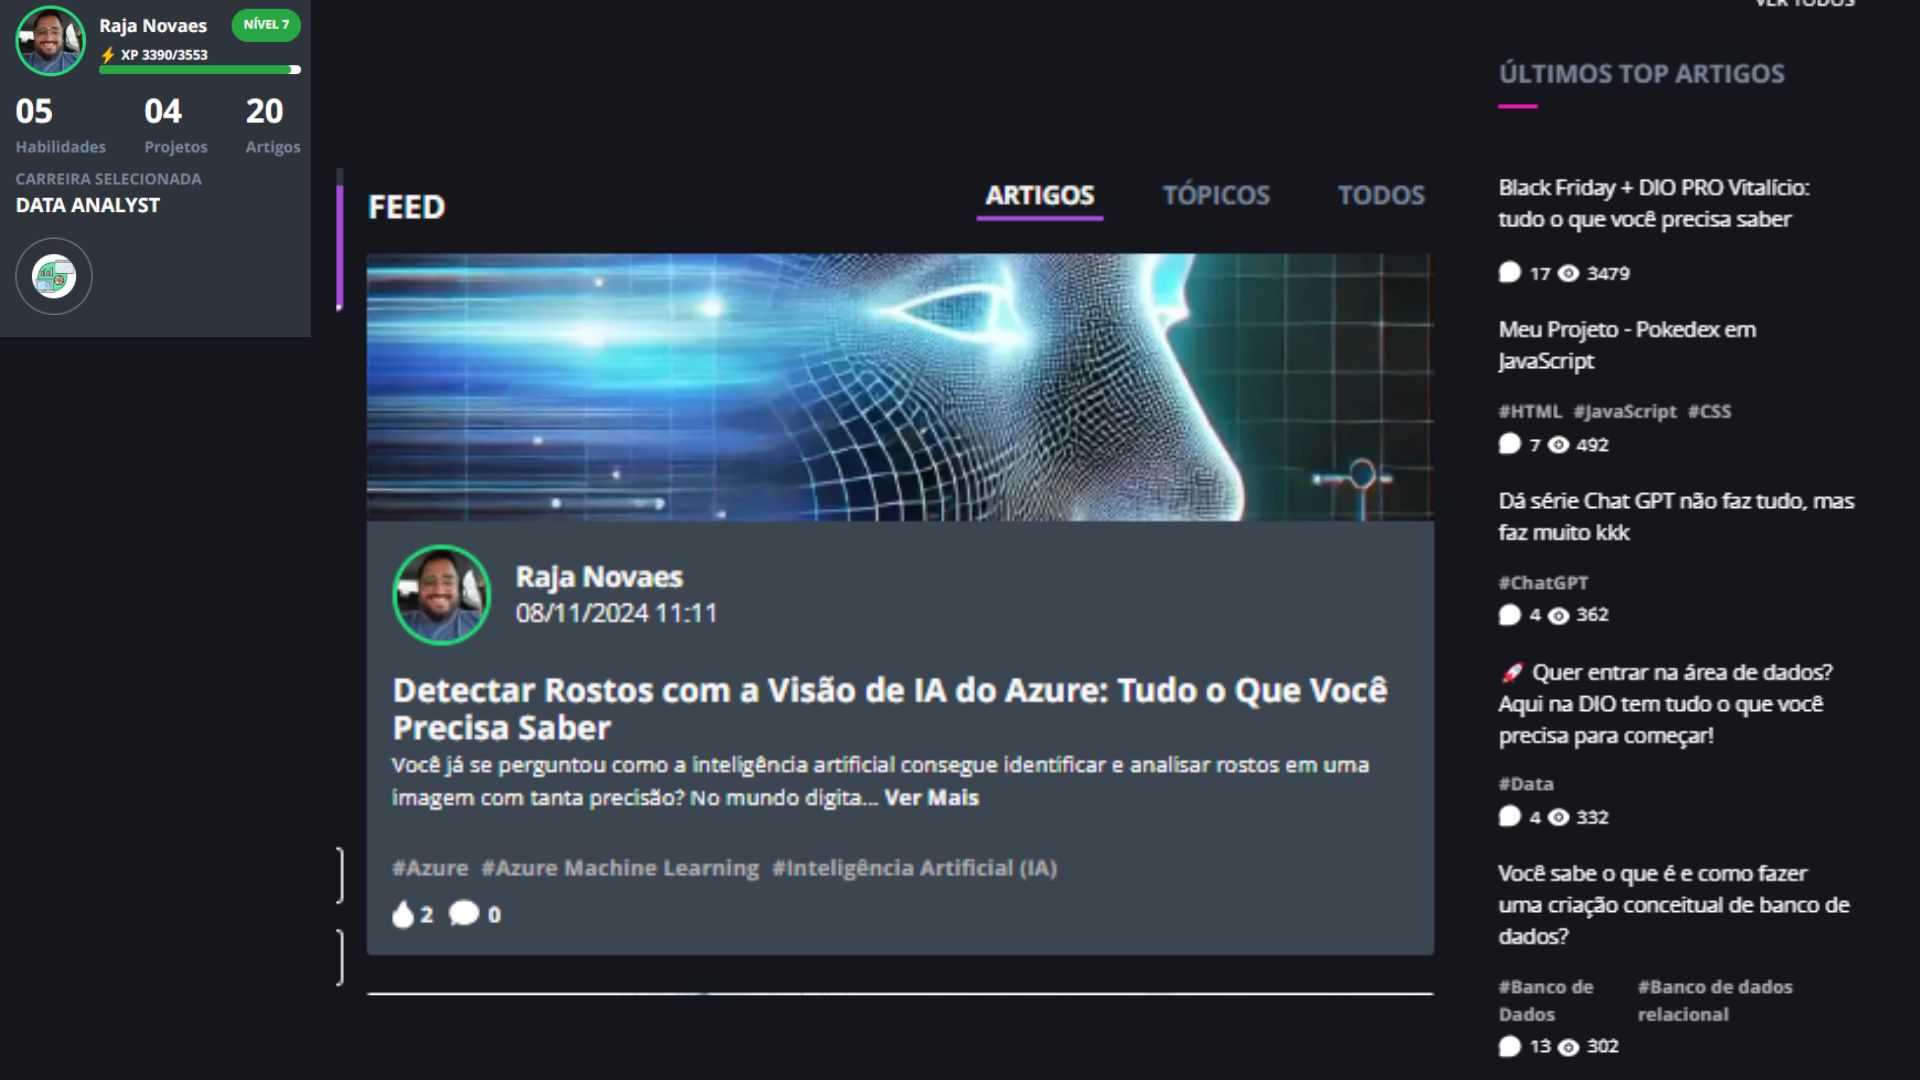 Raja Novaes
NÍVEL 7
XP 3390/3553
05
04
20
Habilidades
Projetos
Artigos
CARREIRA SELECIONADA
DATA ANALYST
FEED
ARTIGOS
TÓPICOS
TODOS
Raja Novaes
08/11/2024 11:11
Detectar Rostos com a Visão de IA do Azure: Tudo o Que Você
Precisa Saber
Você já se perguntou como a inteligência artificial consegue identificar e analisar rostos em uma
imagem com tanta precisão? No mundo digita... Ver Mais
#Azure #Azure Machine Learning #Inteligência Artificial (IA)
2 0
VER TODOS
ÚLTIMOS TOP ARTIGOS
Black Friday + DIO PRO Vitalício:
tudo o que você precisa saber
17 3479
Meu Projeto - Pokedex em
JavaScript
#HTML #JavaScript #CSS
7 492
Dá série Chat GPT não faz tudo, mas
faz muito kkk
#ChatGPT
4 362
🚀 Quer entrar na área de dados?
Aqui na DIO tem tudo o que você
precisa para começar!
#Data
4 332
Você sabe o que é e como fazer
uma criação conceitual de banco de
dados?
#Banco de
Dados
#Banco de dados
relacional
13 302